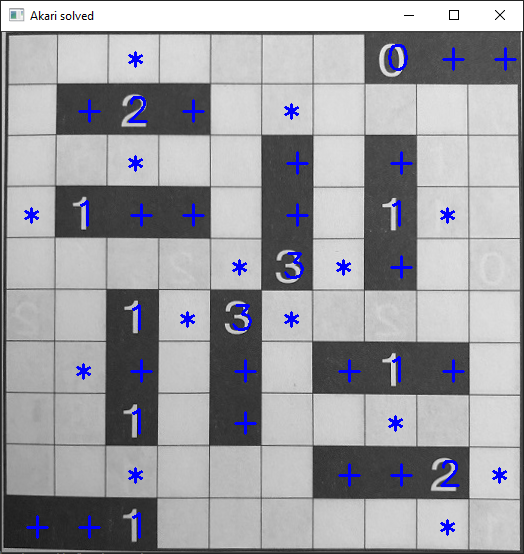 Akari solved
* 0 + +
+ 2 + *
* + +
* 1 + + + 1 *
* 3 * +
1 * 3 *
* + + + 1 +
1 + *
* + + 2 *
+ + 1 *